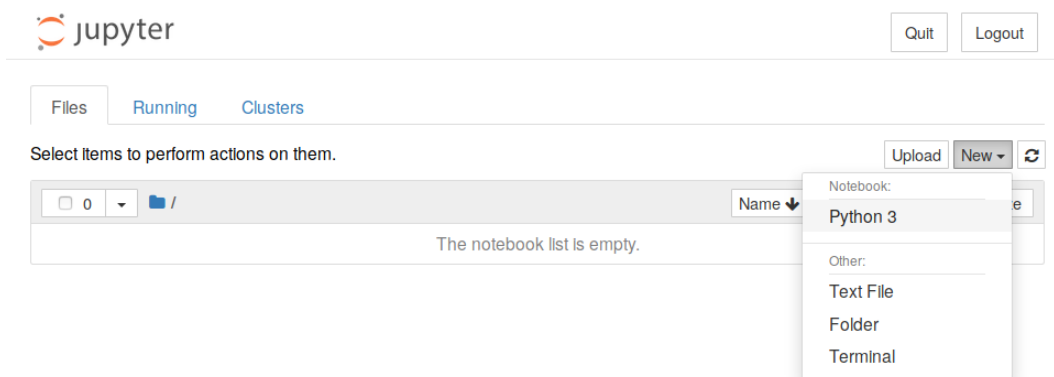 jupyter
Quit Logout
Files Running Clusters
Select items to perform actions on them.
Upload New
0 / Name
The notebook list is empty.
Notebook:
Python 3
Other:
Text File
Folder
Terminal